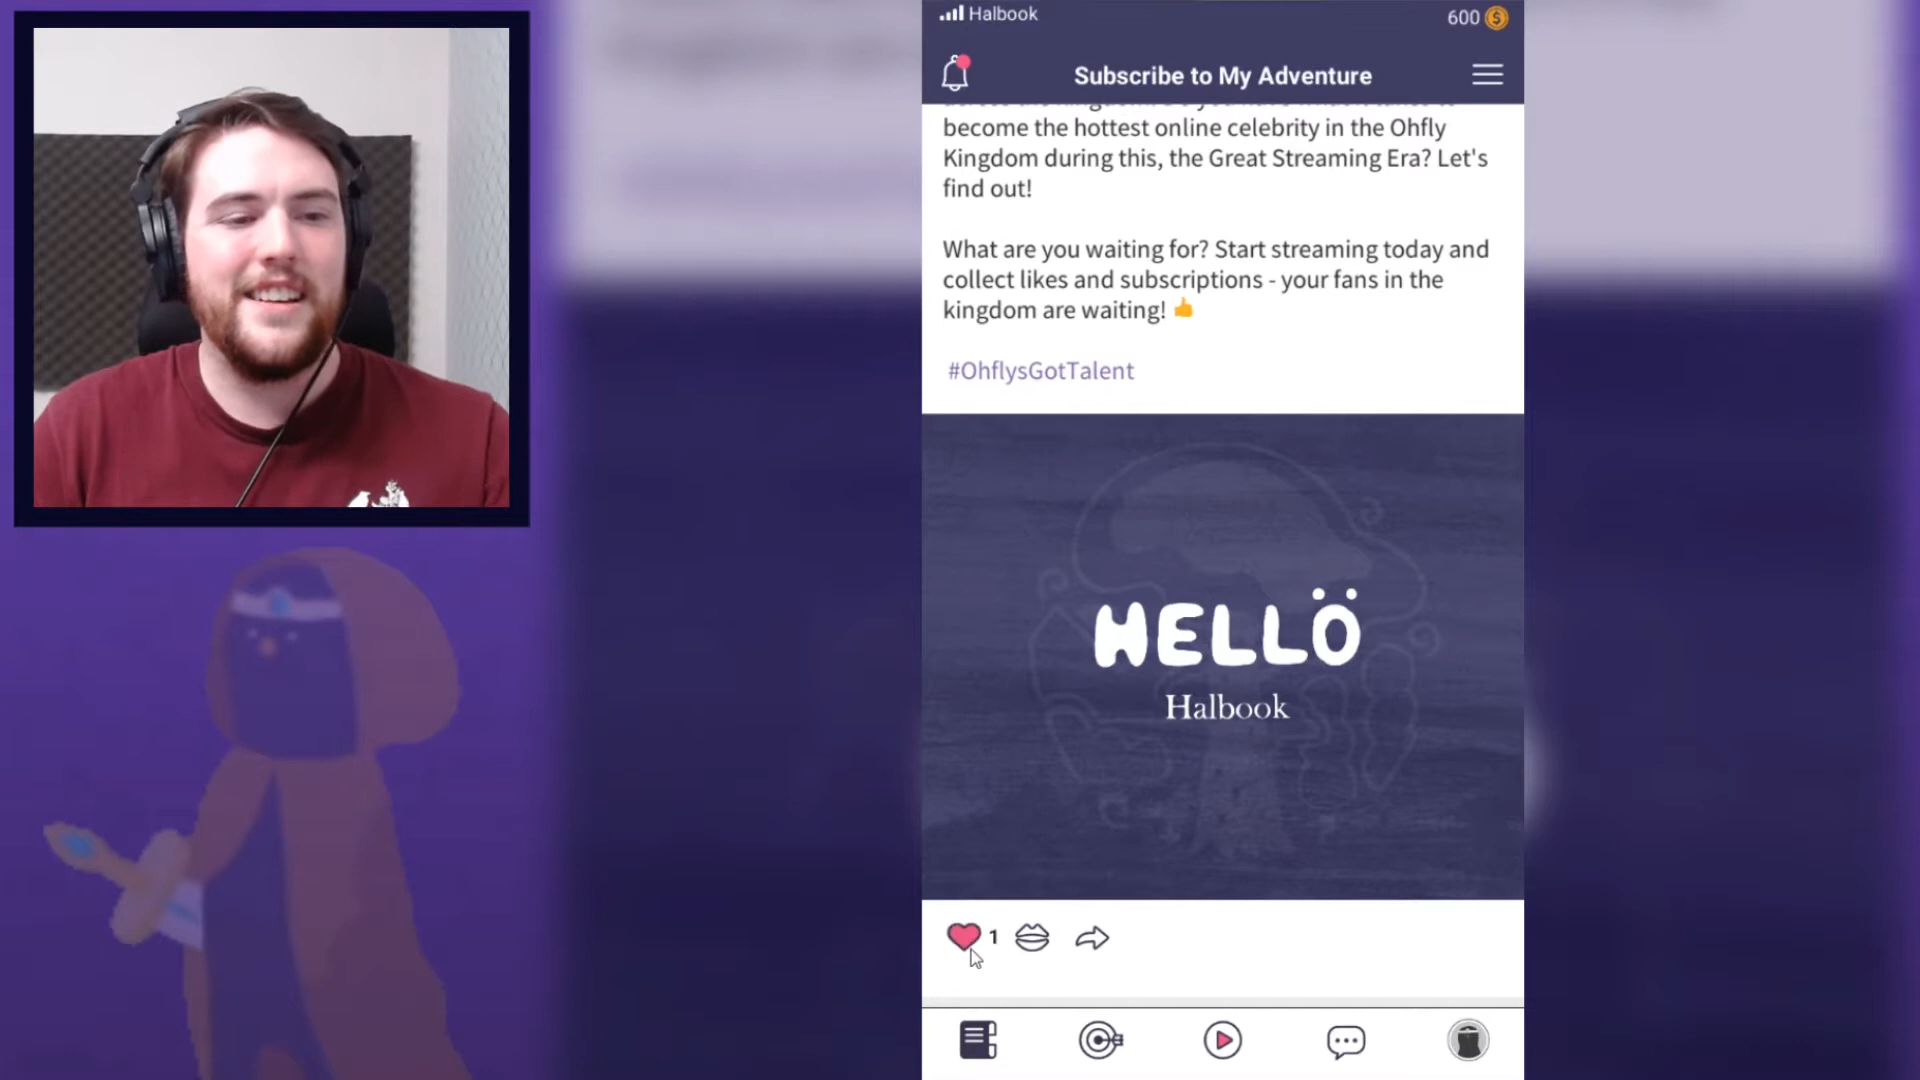 Halbook
600
Subscribe to My Adventure
become the hottest online celebrity in the Ohfly
Kingdom during this, the Great Streaming Era? Let's
find out!
What are you waiting for? Start streaming today and
collect likes and subscriptions - your fans in the
kingdom are waiting! 👍
#OhflysGotTalent
HELLÖ
Halbook
1